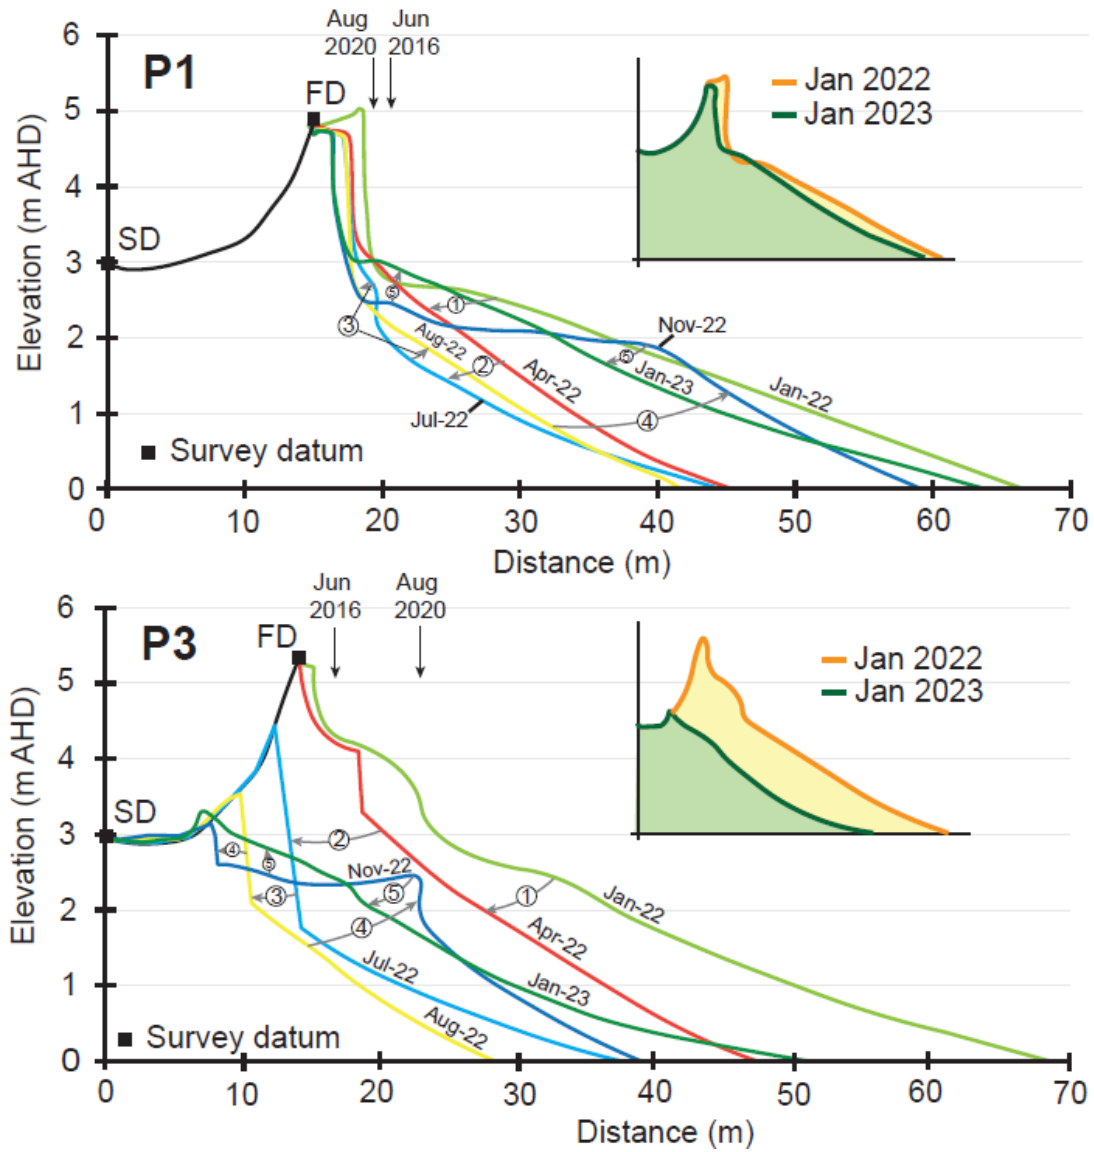 Aug Jun
2020 2016
6
P1
FD
Jan 2022
Jan 2023
5
4
SD
3
2
1
0
Elevation (m AHD)
1
2
3
4
5
5
Nov-22
Aug-22
Apr-22
Jan-23
Jan-22
Jul-22
Survey datum
0 10 20 30 40 50 60 70
Distance (m)
Jun Aug
2016 2020
6
P3
FD
Jan 2022
Jan 2023
5
4
SD
3
2
1
0
Elevation (m AHD)
1
2
3
4
4
5
5
Nov-22
Jan-22
Apr-22
Jul-22
Jan-23
Aug-22
Survey datum
0 10 20 30 40 50 60 70
Distance (m)